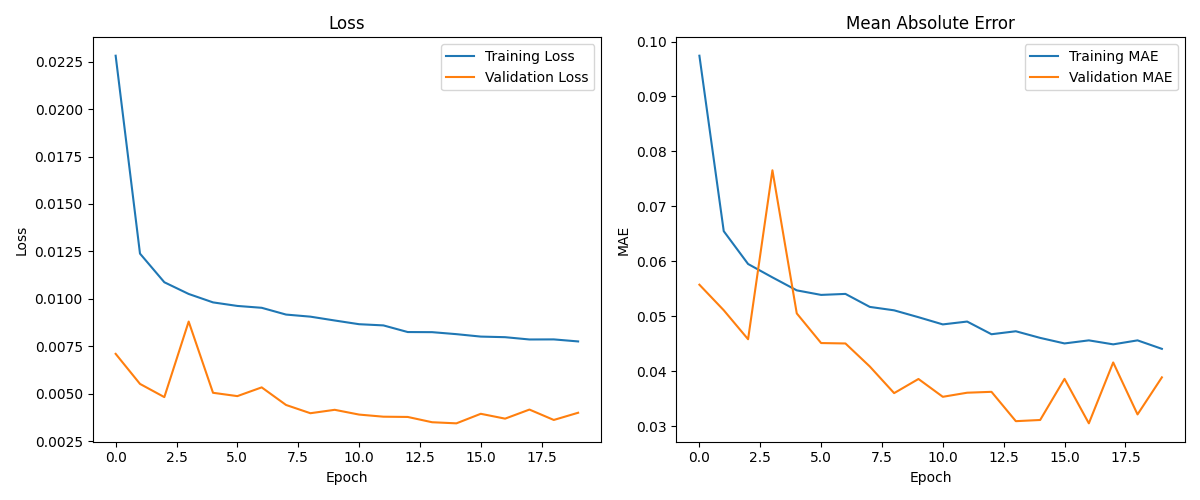 Loss
Training Loss
Validation Loss
0.0225
0.0200
0.0175
0.0150
0.0125
0.0100
0.0075
0.0050
0.0025
Loss
0.0 2.5 5.0 7.5 10.0 12.5 15.0 17.5
Epoch
Mean Absolute Error
Training MAE
Validation MAE
0.10
0.09
0.08
0.07
0.06
0.05
0.04
0.03
MAE
0.0 2.5 5.0 7.5 10.0 12.5 15.0 17.5
Epoch